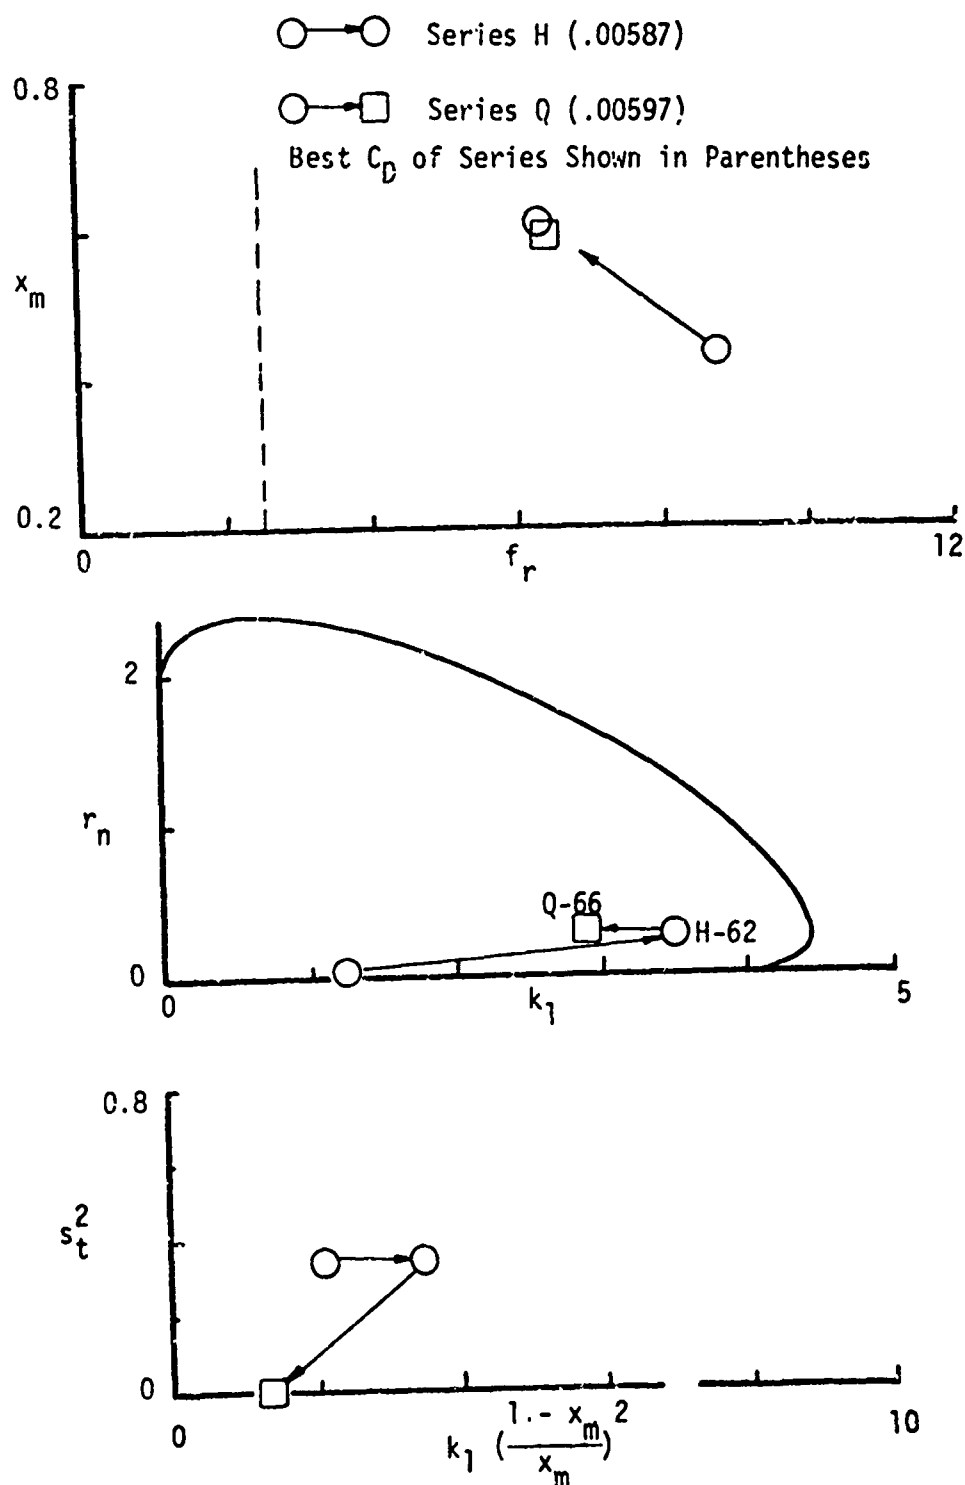 Series H (.00587)
Series Q (.00597)
Best C_D of Series Shown in Parentheses
0.8
x_m
0.2
0
f_r
12
2
r_n
0
0
k_1
5
Q-66
H-62
0.8
s_t^2
0
0
k_1 (1.- x_m / x_m)^2
10